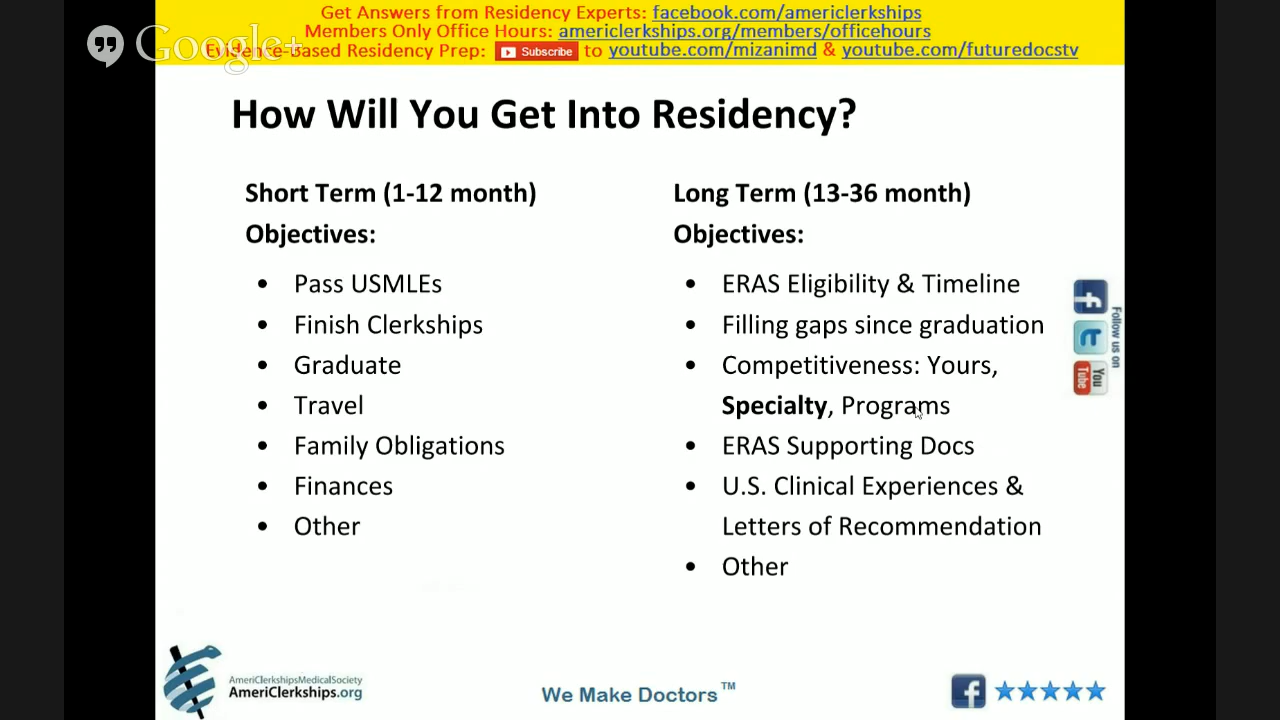 Get Answers from Residency Experts: facebook.com/americlerkships
Members Only Office Hours: americlerkships.org/members/officehours
Google+
Evidence-Based Residency Prep: Subscribe to youtube.com/mizanimd & youtube.com/futuredocstv
How Will You Get Into Residency?
Short Term (1-12 month)
Objectives:
• Pass USMLEs
• Finish Clerkships
• Graduate
• Travel
• Family Obligations
• Finances
• Other
Long Term (13-36 month)
Objectives:
• ERAS Eligibility & Timeline
• Filling gaps since graduation
• Competitiveness: Yours,
Specialty, Programs
• ERAS Supporting Docs
• U.S. Clinical Experiences &
Letters of Recommendation
• Other
Follow us on
f
t
You
Tube
AmeriClerkshipsMedicalSociety
AmeriClerkships.org
We Make Doctors™
f